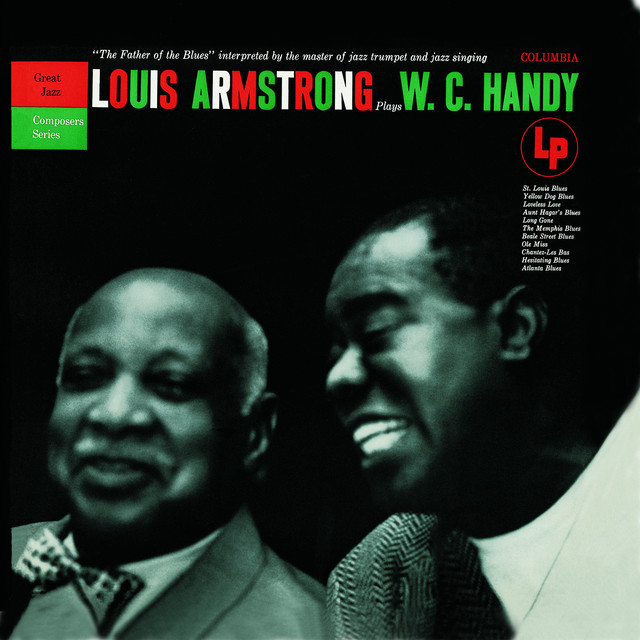 "The Father of the Blues" interpreted by the master of jazz trumpet and jazz singing
COLUMBIA
Great
Jazz
Composers
Series
LOUIS ARMSTRONG Plays W. C. HANDY
LP
St. Louis Blues
Yellow Dog Blues
Loveless Love
Aunt Hagar's Blues
Long Gone
The Memphis Blues
Beale Street Blues
Ole Miss
Chantez-Les Bas
Hesitating Blues
Atlanta Blues